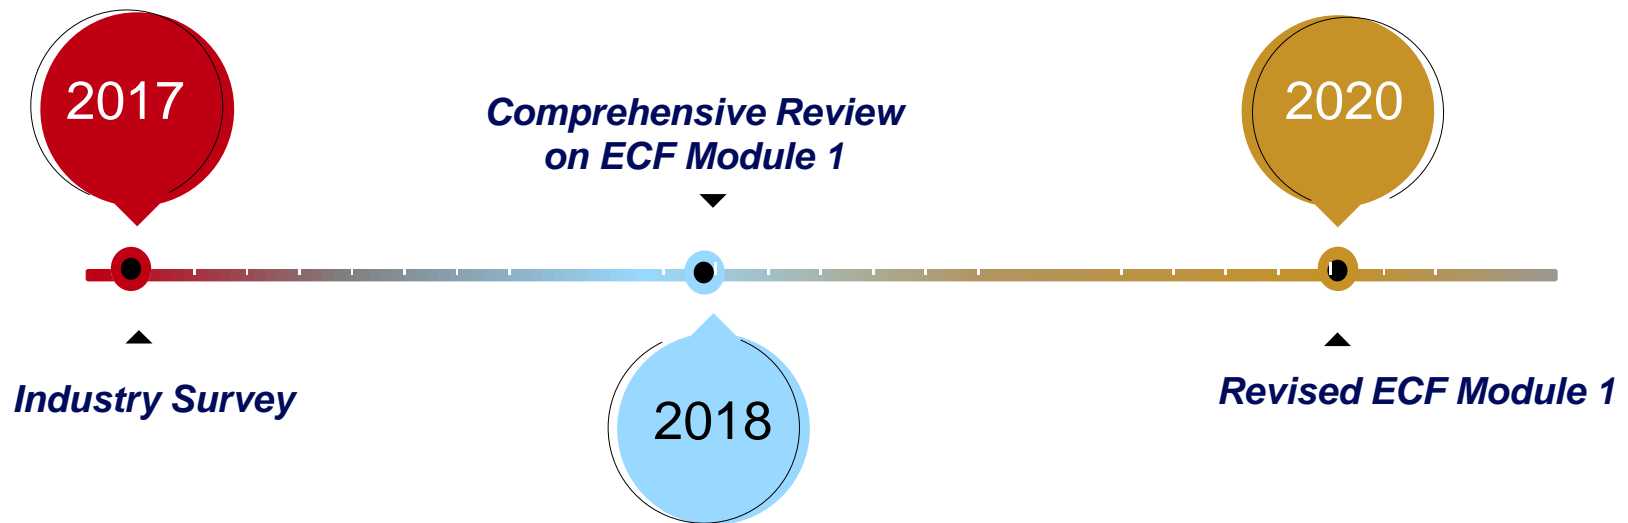 2017
Industry Survey
Comprehensive Review
on ECF Module 1
2018
2020
Revised ECF Module 1